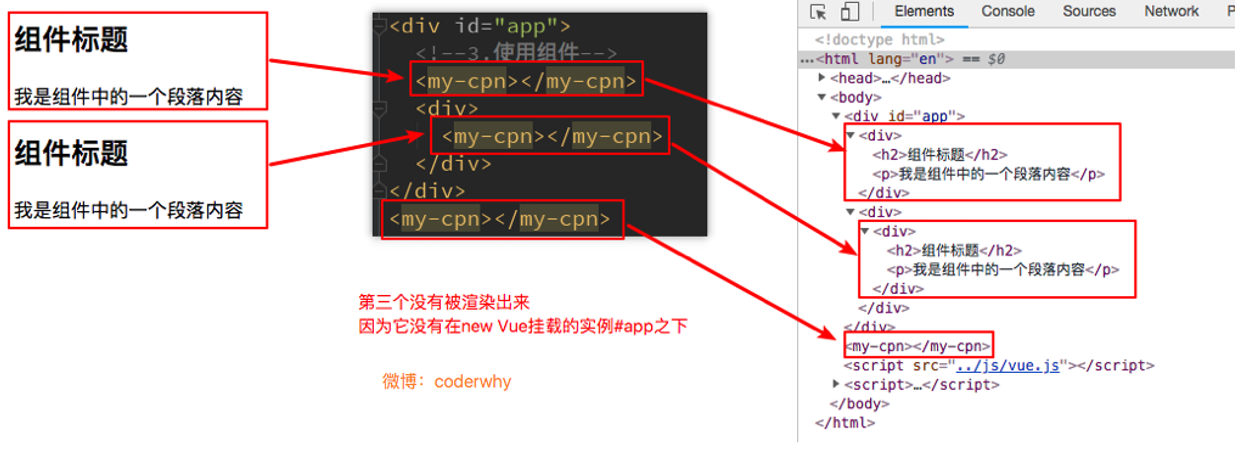 组件标题
我是组件中的一个段落内容
组件标题
我是组件中的一个段落内容
<div id="app">
<!--3.使用组件-->
<my-cpn></my-cpn>
<div>
<my-cpn></my-cpn>
</div>
</div>
<my-cpn></my-cpn>
第三个没有被渲染出来
因为它没有在new Vue挂载的实例#app之下
微博：coderwhy
Elements Console Sources Network P
<!doctype html>
…<html lang="en"> == $0
▶<head>…</head>
▼<body>
▼<div id="app">
▼<div>
<h2>组件标题</h2>
<p>我是组件中的一个段落内容</p>
</div>
▼<div>
▼<div>
<h2>组件标题</h2>
<p>我是组件中的一个段落内容</p>
</div>
</div>
</div>
<my-cpn></my-cpn>
<script src="../js/vue.js"></script>
▶<script>…</script>
</body>
</html>